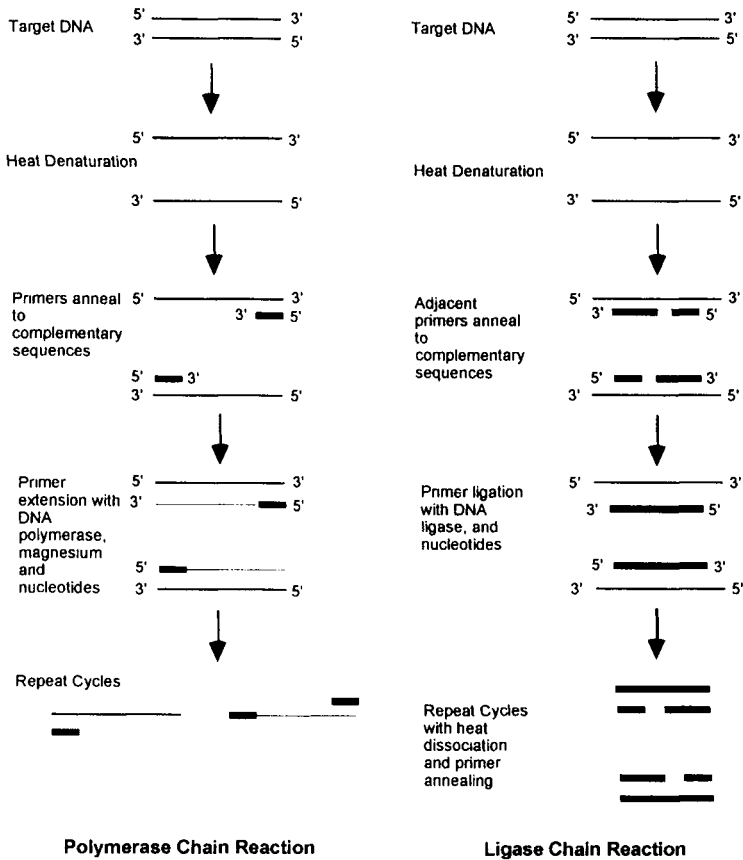 Target DNA
5'
3'
3'
5'
5'
3'
Heat Denaturation
3'
5'
Primers anneal
to
complementary
sequences
5'
3'
3'
5'
5'
3'
3'
5'
Primer
extension with
DNA
polymerase,
magnesium
and
nucleotides
5'
3'
3'
5'
5'
3'
5'
Repeat Cycles
Polymerase Chain Reaction
Target DNA
5'
3'
3'
5'
5'
3'
Heat Denaturation
3'
5'
Adjacent
primers anneal
to
complementary
sequences
5'
3'
3'
5'
5'
3'
3'
5'
Primer ligation
with DNA
ligase, and
nucleotides
5'
3'
3'
5'
5'
3'
3'
5'
Repeat Cycles
with heat
dissociation
and primer
annealing
Ligase Chain Reaction